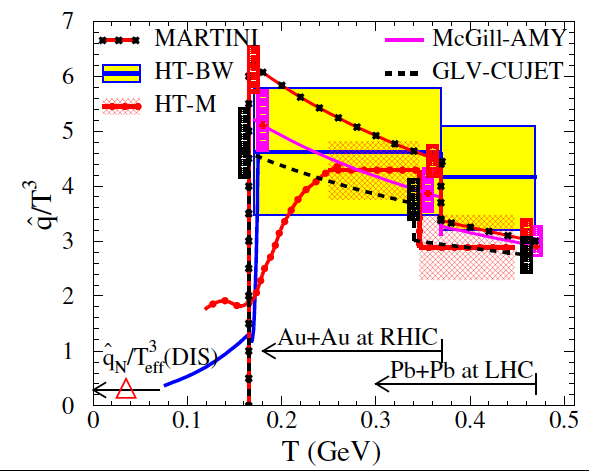 7
6
5
4
3
2
1
0
q̂/T³
MARTINI
HT-BW
HT-M
McGill-AMY
GLV-CUJET
Au+Au at RHIC
q̂N/T³eff(DIS)
Pb+Pb at LHC
0 0.1 0.2 0.3 0.4 0.5
T (GeV)